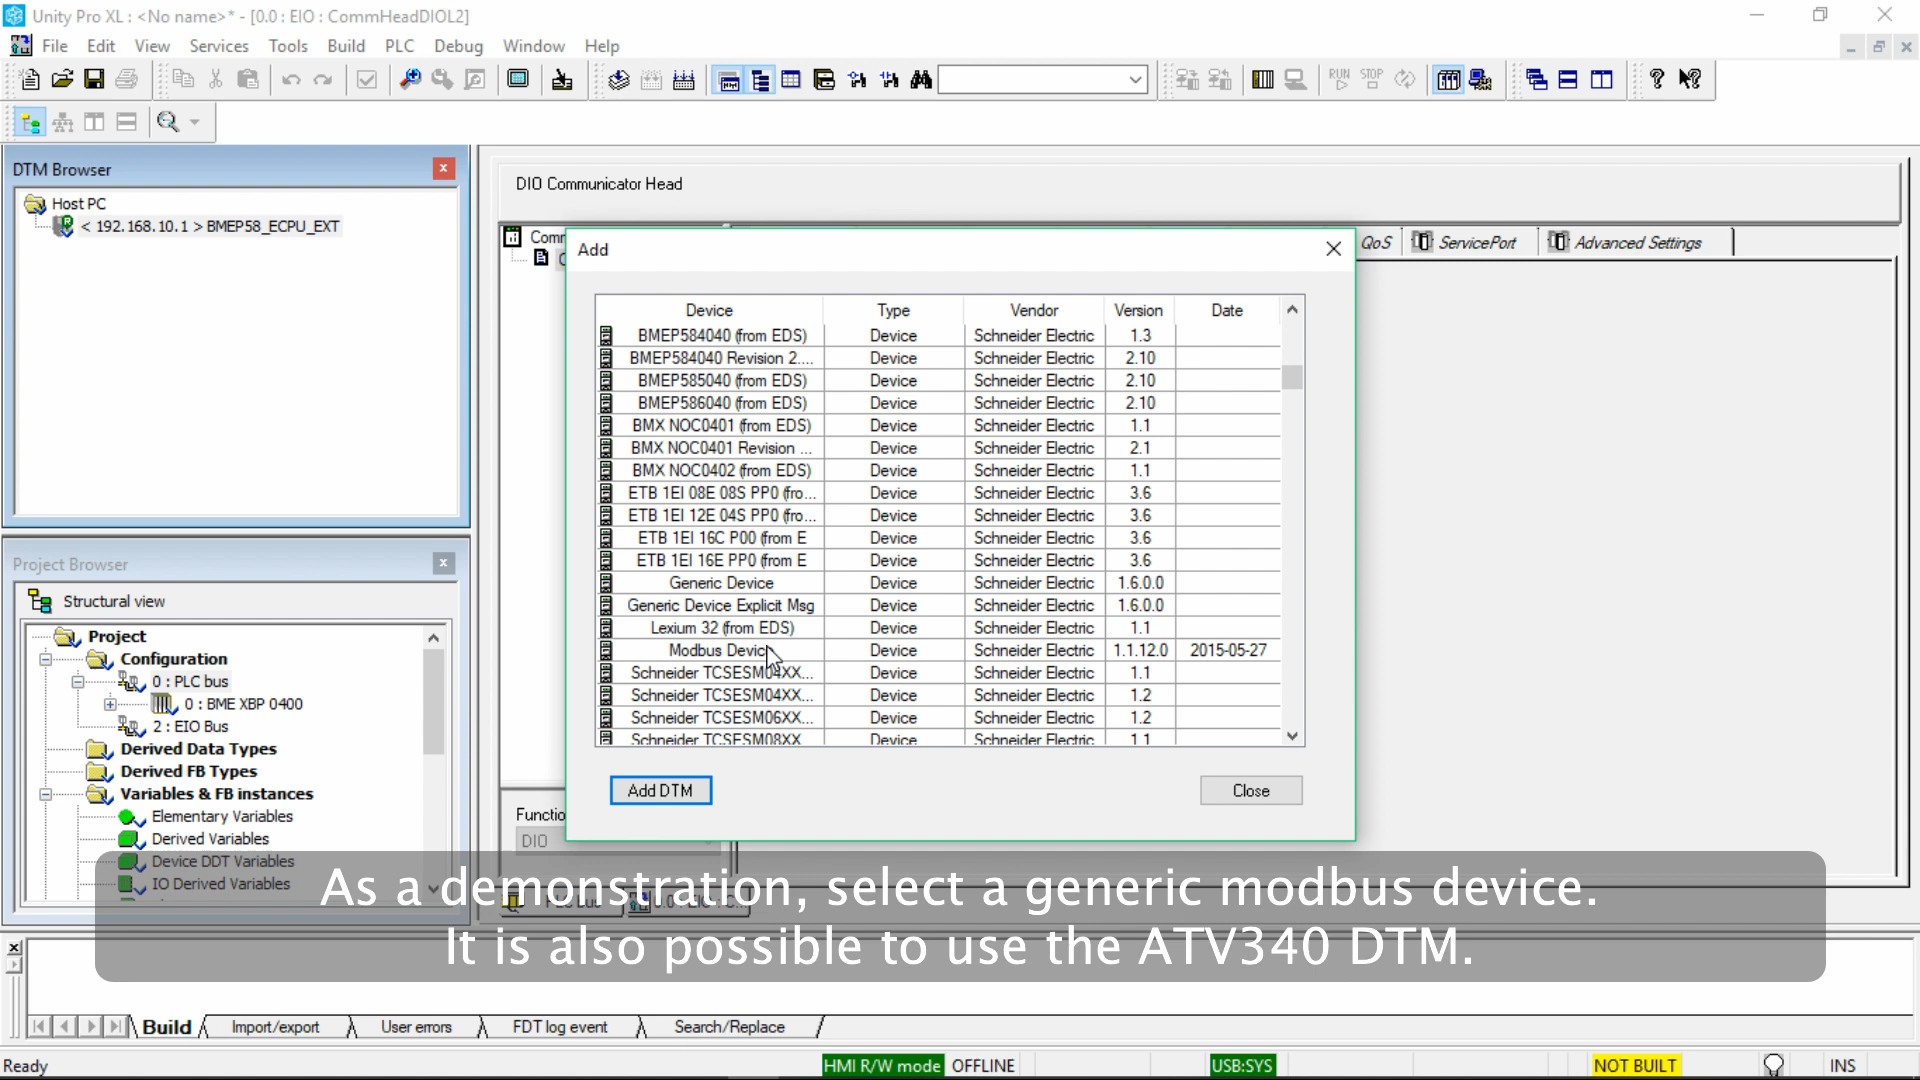 Unity Pro XL : <No name>* - [0.0 : EIO : CommHeadDIOL2]
File Edit View Services Tools Build PLC Debug Window Help
RUN STOP
DTM Browser
Host PC
< 192.168.10.1 > BMEP58_ECPU_EXT
Project Browser
Structural view
Project
Configuration
0 : PLC bus
0 : BME XBP 0400
2 : EIO Bus
Derived Data Types
Derived FB Types
Variables & FB instances
Elementary Variables
Derived Variables
Device DDT Variables
IO Derived Variables
DIO Communicator Head
QoS ServicePort Advanced Settings
Functio
DIO
Add
Device Type Vendor Version Date
BMEP584040 (from EDS) Device Schneider Electric 1.3
BMEP584040 Revision 2.... Device Schneider Electric 2.10
BMEP585040 (from EDS) Device Schneider Electric 2.10
BMEP586040 (from EDS) Device Schneider Electric 2.10
BMX NOC0401 (from EDS) Device Schneider Electric 1.1
BMX NOC0401 Revision ... Device Schneider Electric 2.1
BMX NOC0402 (from EDS) Device Schneider Electric 1.1
ETB 1EI 08E 08S PP0 (fro... Device Schneider Electric 3.6
ETB 1EI 12E 04S PP0 (fro... Device Schneider Electric 3.6
ETB 1EI 16C P00 (from E Device Schneider Electric 3.6
ETB 1EI 16E PP0 (from E Device Schneider Electric 3.6
Generic Device Device Schneider Electric 1.6.0.0
Generic Device Explicit Msg Device Schneider Electric 1.6.0.0
Lexium 32 (from EDS) Device Schneider Electric 1.1
Modbus Device Device Schneider Electric 1.1.12.0 2015-05-27
Schneider TCSESM04XX... Device Schneider Electric 1.1
Schneider TCSESM04XX... Device Schneider Electric 1.2
Schneider TCSESM06XX... Device Schneider Electric 1.2
Schneider TCSESM08XX Device Schneider Electric 1.1
Add DTM Close
As a demonstration, select a generic modbus device.
It is also possible to use the ATV340 DTM.
Build Import/export User errors FDT log event Search/Replace
Ready HMI R/W mode OFFLINE USB:SYS NOT BUILT INS